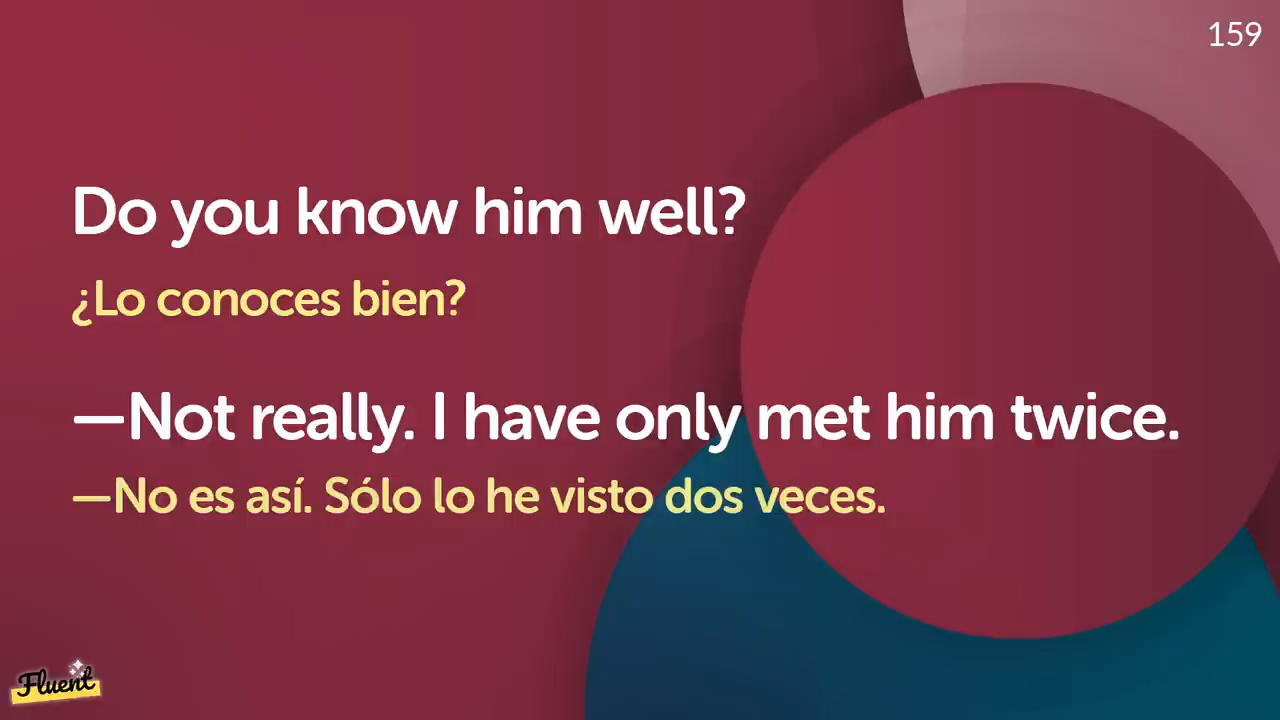 159
Do you know him well?
¿Lo conoces bien?
—Not really. I have only met him twice.
—No es así. Sólo lo he visto dos veces.
Fluent